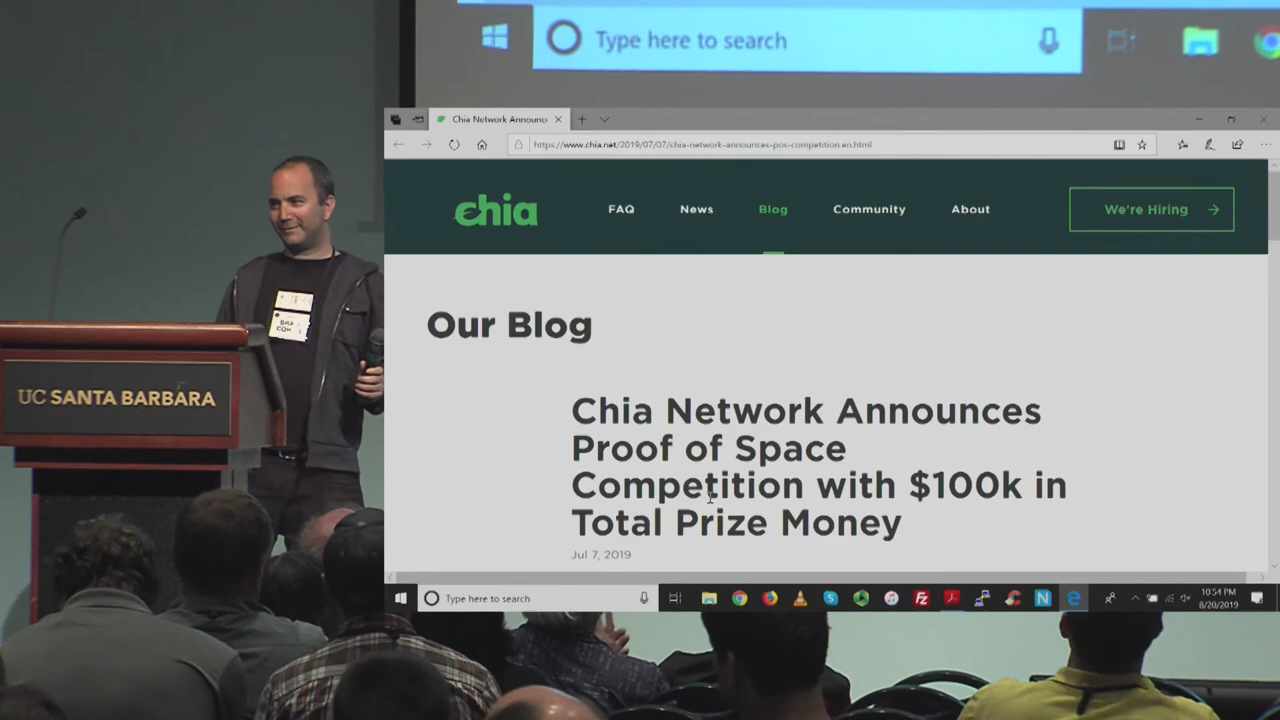 Type here to search
Chia Network Announc
https://www.chia.net/2019/07/07/chia-network-announces-pos-competition.en.html
chia
FAQ
News
Blog
Community
About
We're Hiring
Our Blog
Chia Network Announces
Proof of Space
Competition with $100k in
Total Prize Money
Jul 7, 2019
UC SANTA BARBARA
Type here to search
10:54 PM
8/20/2019